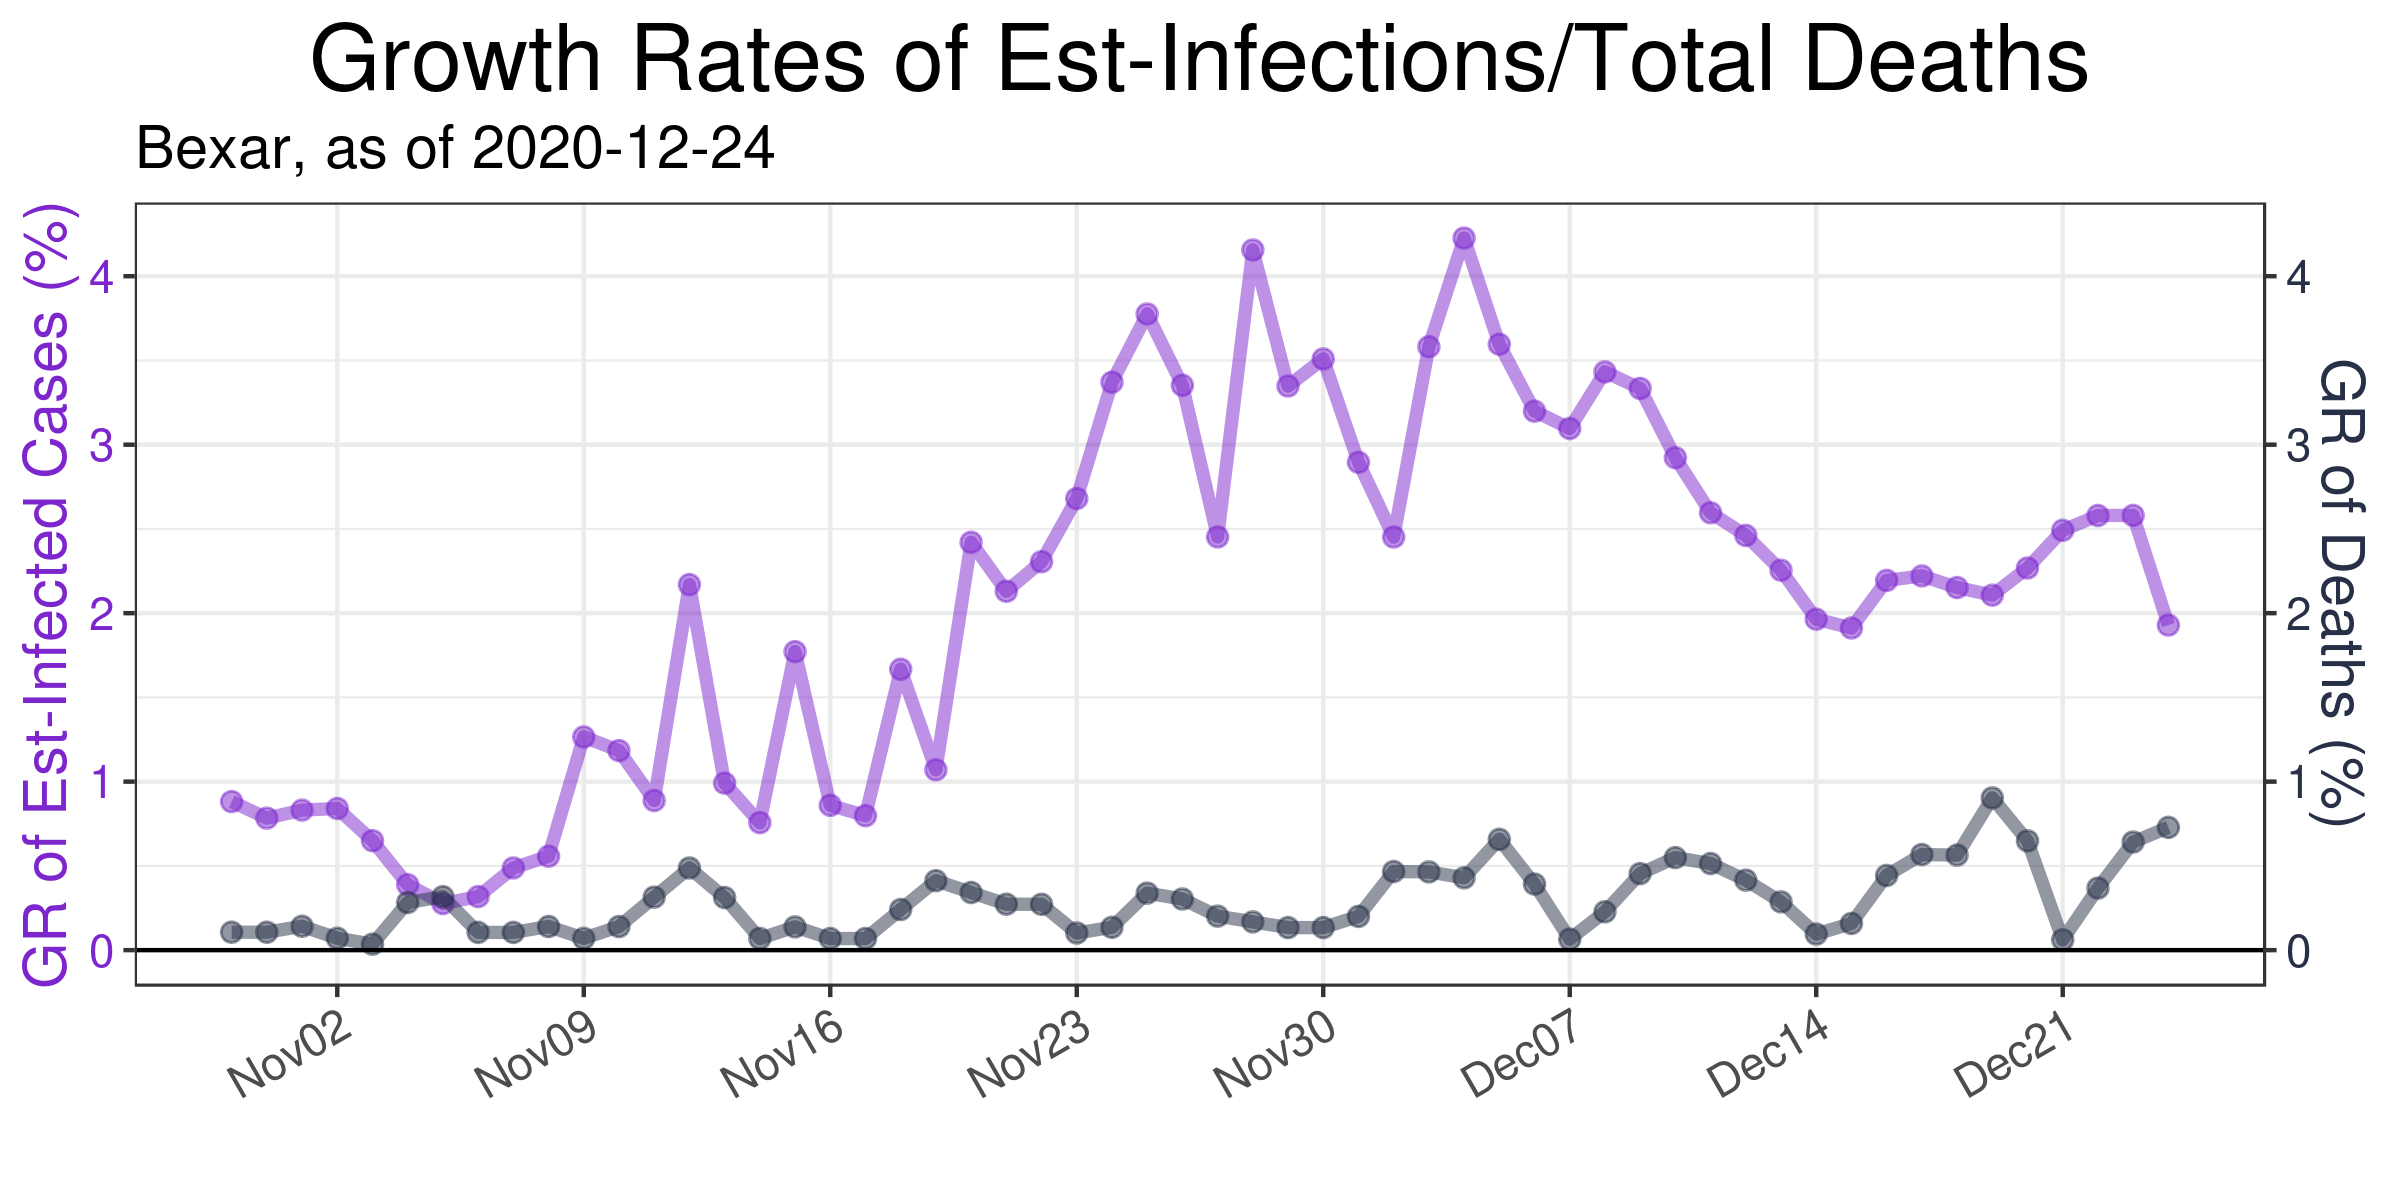 Growth Rates of Est-Infections/Total Deaths
Bexar, as of 2020-12-24
GR of Est-Infected Cases (%)
4
3
2
1
0
4
3
2
1
0
GR of Deaths (%)
Nov02
Nov09
Nov16
Nov23
Nov30
Dec07
Dec14
Dec21